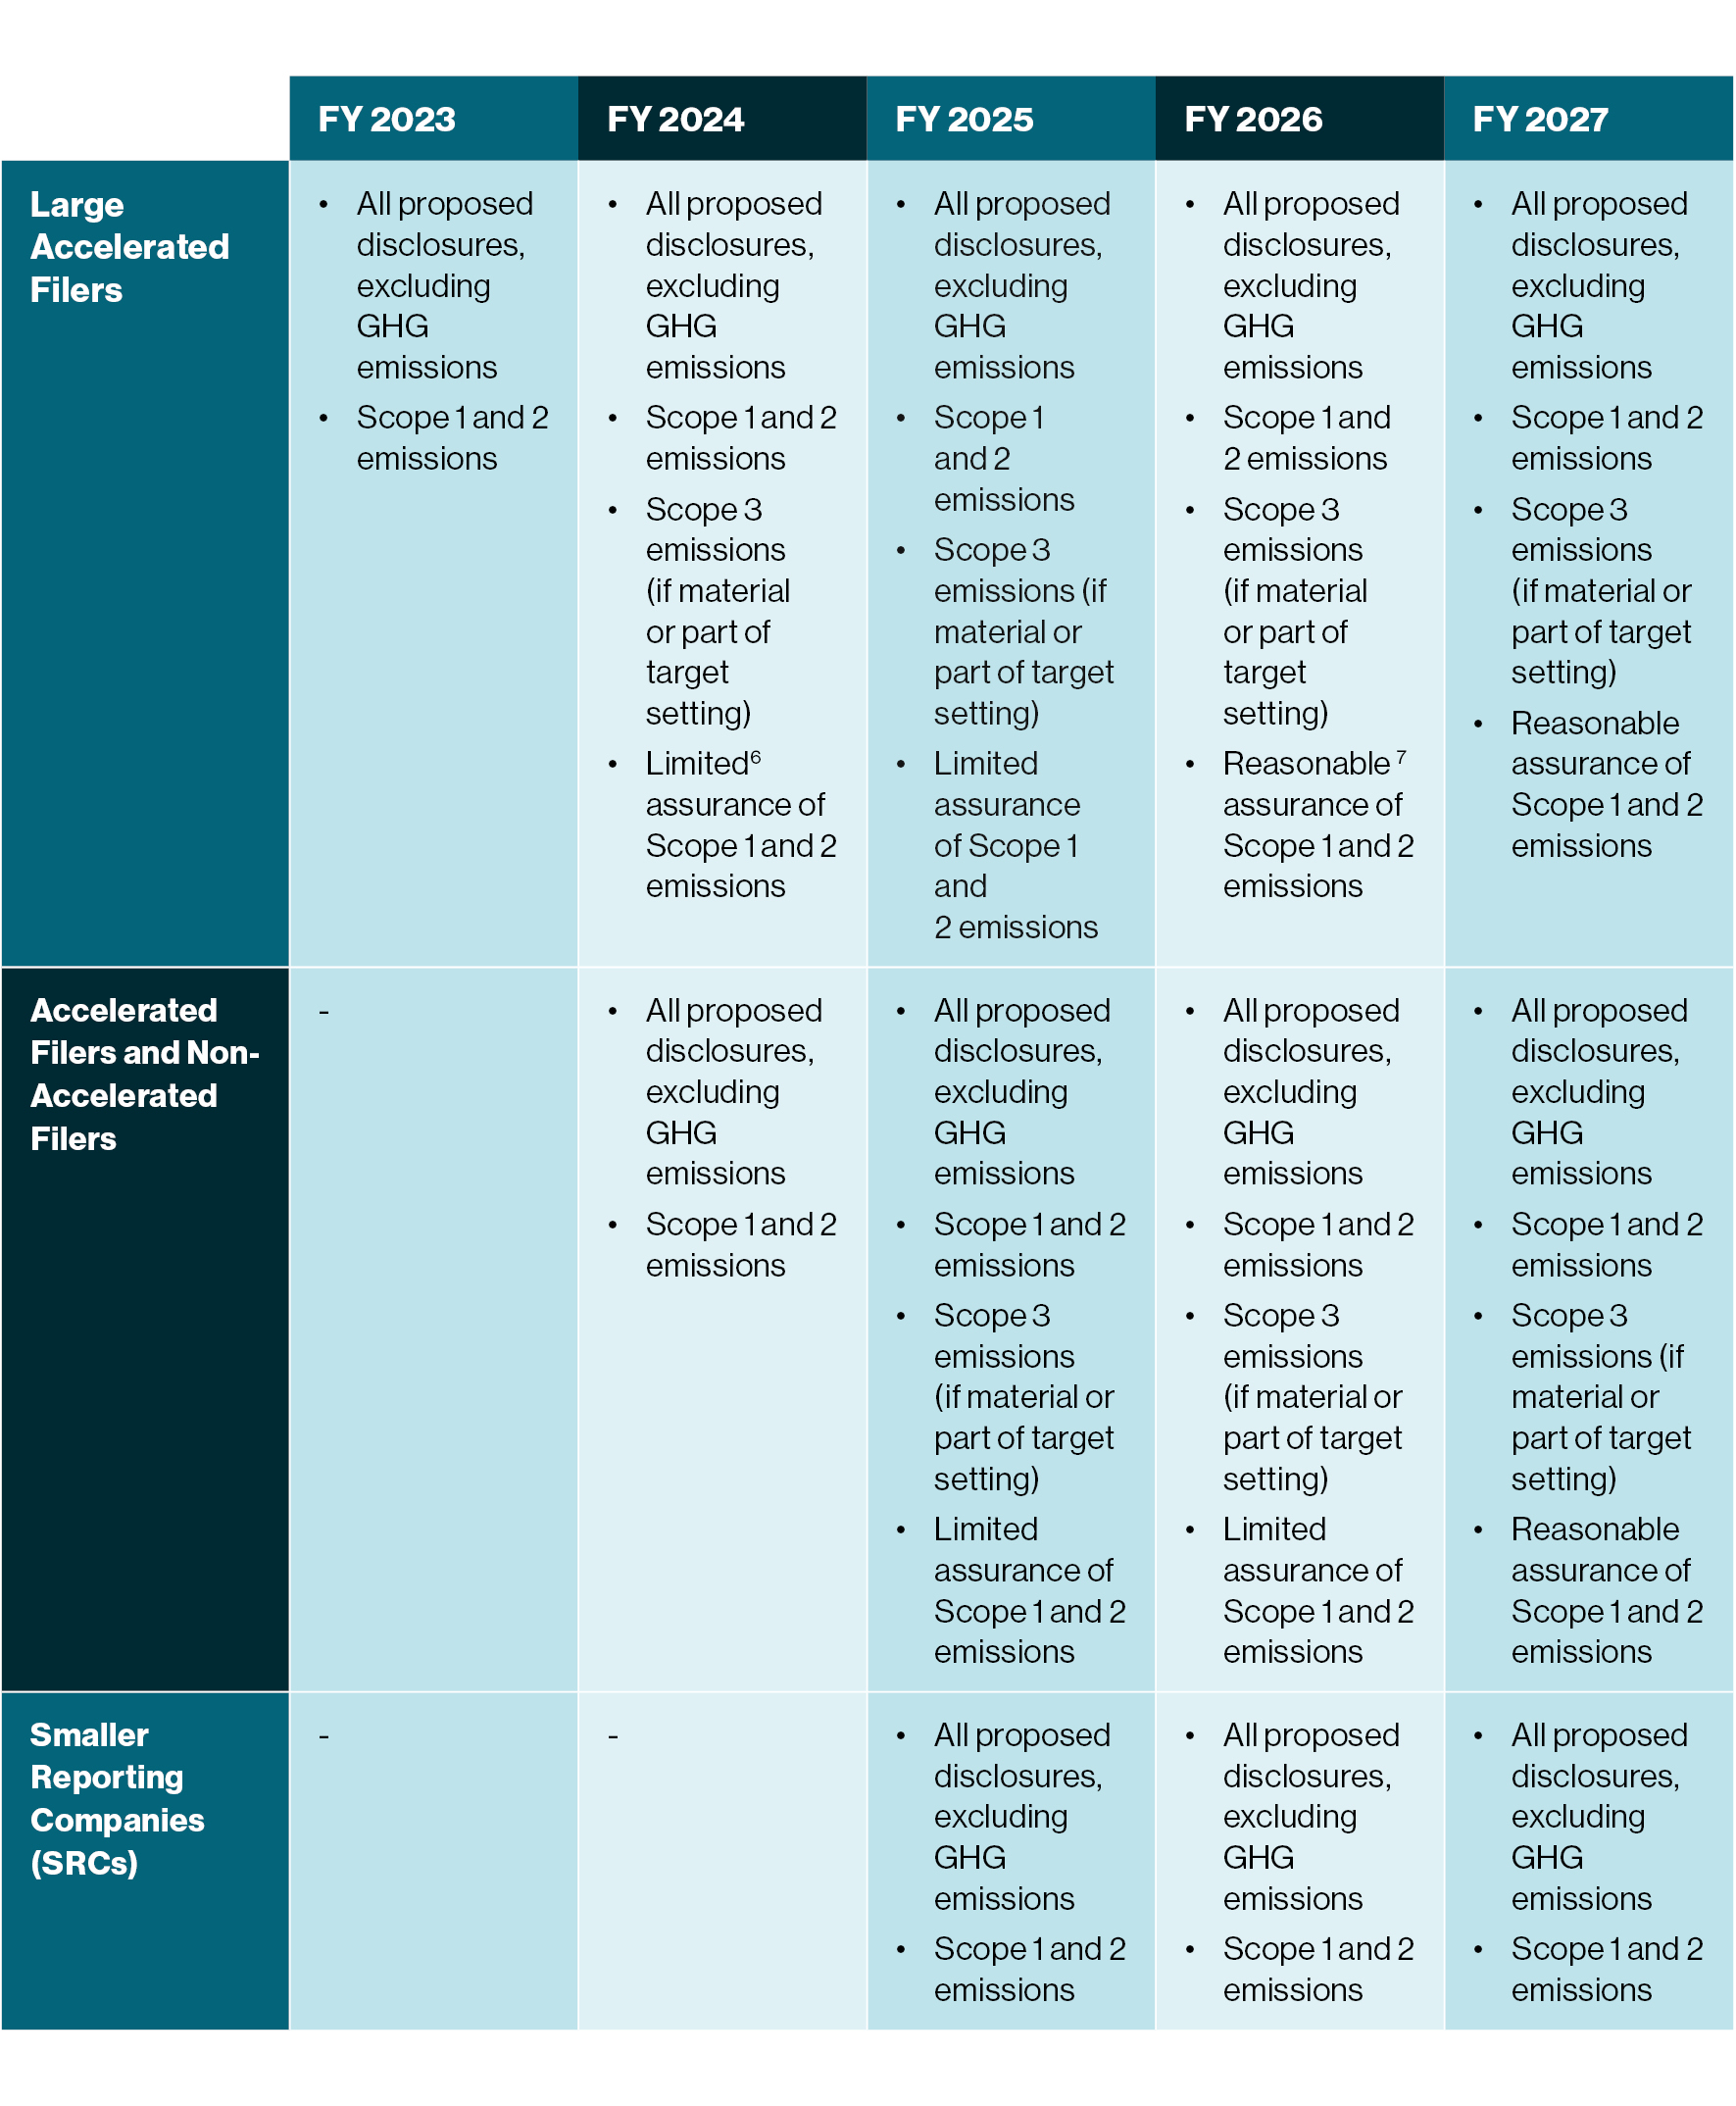 FY 2023
FY 2024
FY 2025
FY 2026
FY 2027
Large
Accelerated
Filers
• All proposed
disclosures,
excluding
GHG
emissions
• Scope 1 and 2
emissions
• All proposed
disclosures,
excluding
GHG
emissions
• Scope 1 and 2
emissions
• Scope 3
emissions
(if material
or part of
target
setting)
• Limited⁶
assurance of
Scope 1 and 2
emissions
• All proposed
disclosures,
excluding
GHG
emissions
• Scope 1
and 2
emissions
• Scope 3
emissions (if
material or
part of target
setting)
• Limited
assurance
of Scope 1
and
2 emissions
• All proposed
disclosures,
excluding
GHG
emissions
• Scope 1 and
2 emissions
• Scope 3
emissions
(if material
or part of
target
setting)
• Reasonable ⁷
assurance of
Scope 1 and 2
emissions
• All proposed
disclosures,
excluding
GHG
emissions
• Scope 1 and 2
emissions
• Scope 3
emissions
(if material or
part of target
setting)
• Reasonable
assurance of
Scope 1 and 2
emissions
Accelerated
Filers and Non-
Accelerated
Filers
-
• All proposed
disclosures,
excluding
GHG
emissions
• Scope 1 and 2
emissions
• All proposed
disclosures,
excluding
GHG
emissions
• Scope 1 and 2
emissions
• Scope 3
emissions
(if material or
part of target
setting)
• Limited
assurance of
Scope 1 and 2
emissions
• All proposed
disclosures,
excluding
GHG
emissions
• Scope 1 and 2
emissions
• Scope 3
emissions
(if material or
part of target
setting)
• Limited
assurance of
Scope 1 and 2
emissions
• All proposed
disclosures,
excluding
GHG
emissions
• Scope 1 and 2
emissions
• Scope 3
emissions (if
material or
part of target
setting)
• Reasonable
assurance of
Scope 1 and 2
emissions
Smaller
Reporting
Companies
(SRCs)
-
-
• All proposed
disclosures,
excluding
GHG
emissions
• Scope 1 and 2
emissions
• All proposed
disclosures,
excluding
GHG
emissions
• Scope 1 and 2
emissions
• All proposed
disclosures,
excluding
GHG
emissions
• Scope 1 and 2
emissions